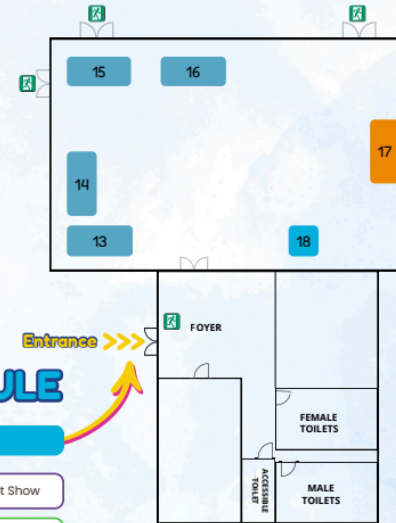 15
16
17
14
13
18
FOYER
Entrance
ULE
FEMALE
TOILETS
t Show
ACCESSIBLE
TOILET
MALE
TOILETS